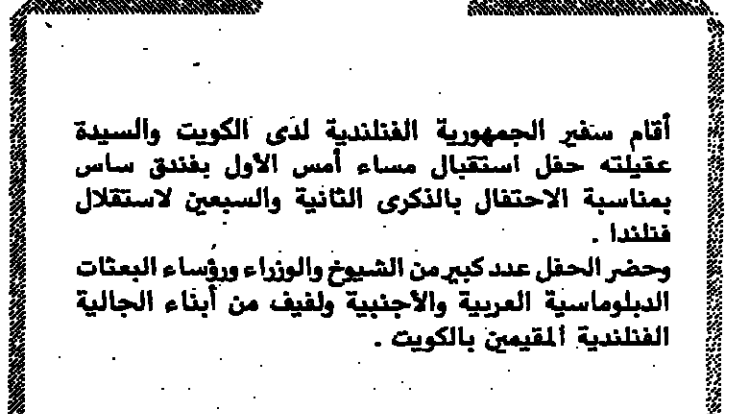 أقام سفير الجمهورية الفنلندية لدى الكويت والسيدة
عقيلته حفل استقبال مساء أمس الأول بفندق ساس
بمناسبة الاحتفال بالذكرى الثانية والسبعين لاستقلال
فنلندا .
وحضر الحفل عدد كبير من الشيوخ والوزراء ورؤساء البعثات
الدبلوماسية العربية والأجنبية ولفيف من أبناء الجالية
الفنلندية المقيمين بالكويت .